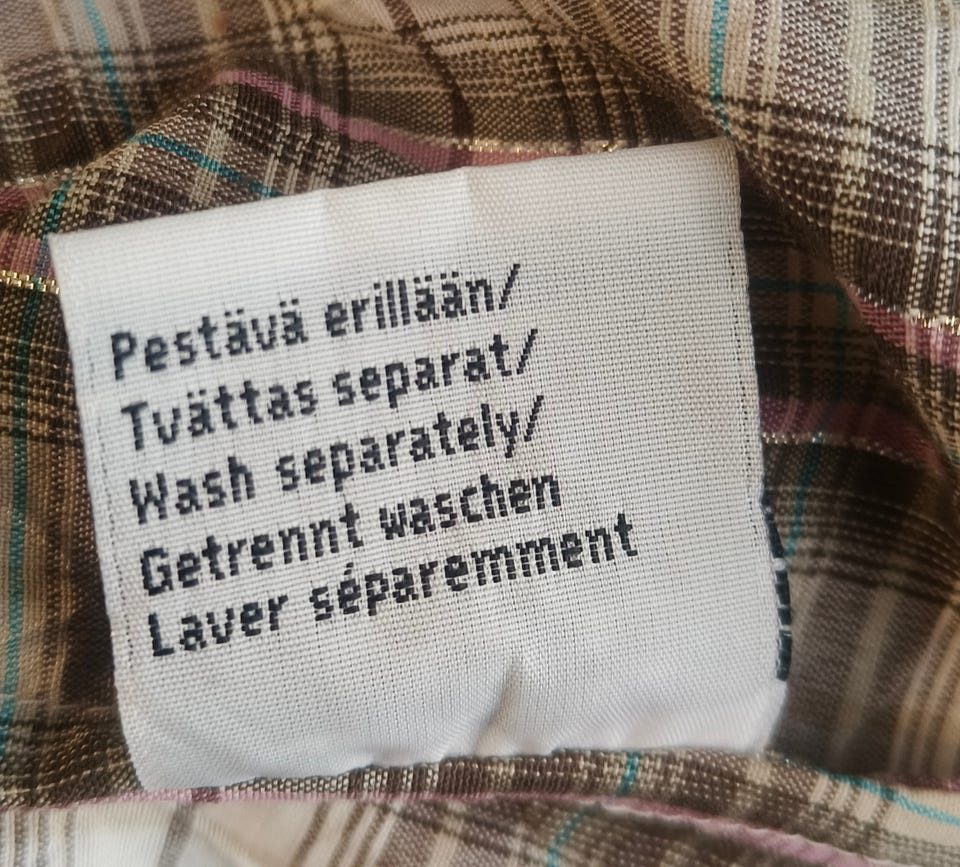 Pestävä erillään/
Tvättas separat/
Wash separately/
Getrennt waschen
Laver séparemment